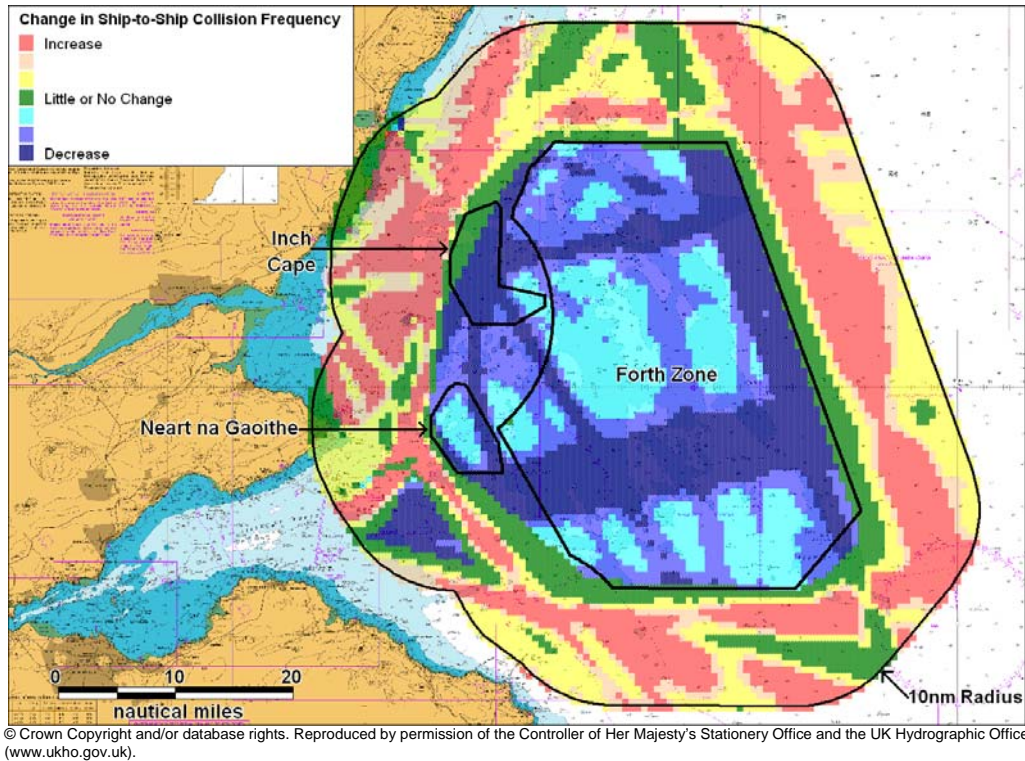 Change in Ship-to-Ship Collision Frequency
Increase
Little or No Change
Decrease
Inch
Cape
Forth Zone
Neart na Gaoithe
0 10 20
nautical miles
10nm Radius
© Crown Copyright and/or database rights. Reproduced by permission of the Controller of Her Majesty's Stationery Office and the UK Hydrographic Office
(www.ukho.gov.uk).